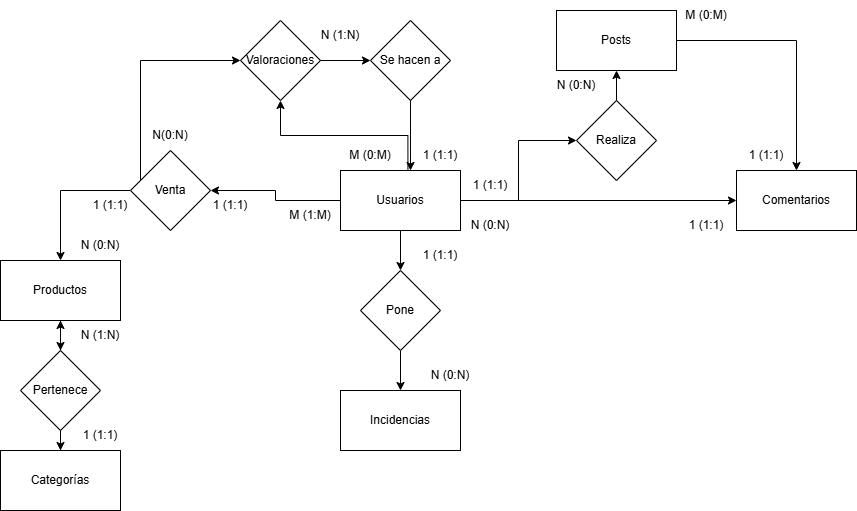 M (0:M)
N (1:N)
Posts
Valoraciones
Se hacen a
N (0:N)
N(0:N)
Realiza
M (0:M)
1 (1:1)
1 (1:1)
1 (1:1)
Venta
Usuarios
Comentarios
1 (1:1)
1 (1:1)
M (1:M)
N (0:N)
1 (1:1)
N (0:N)
1 (1:1)
Productos
Pone
N (1:N)
N (0:N)
Pertenece
Incidencias
1 (1:1)
Categorías